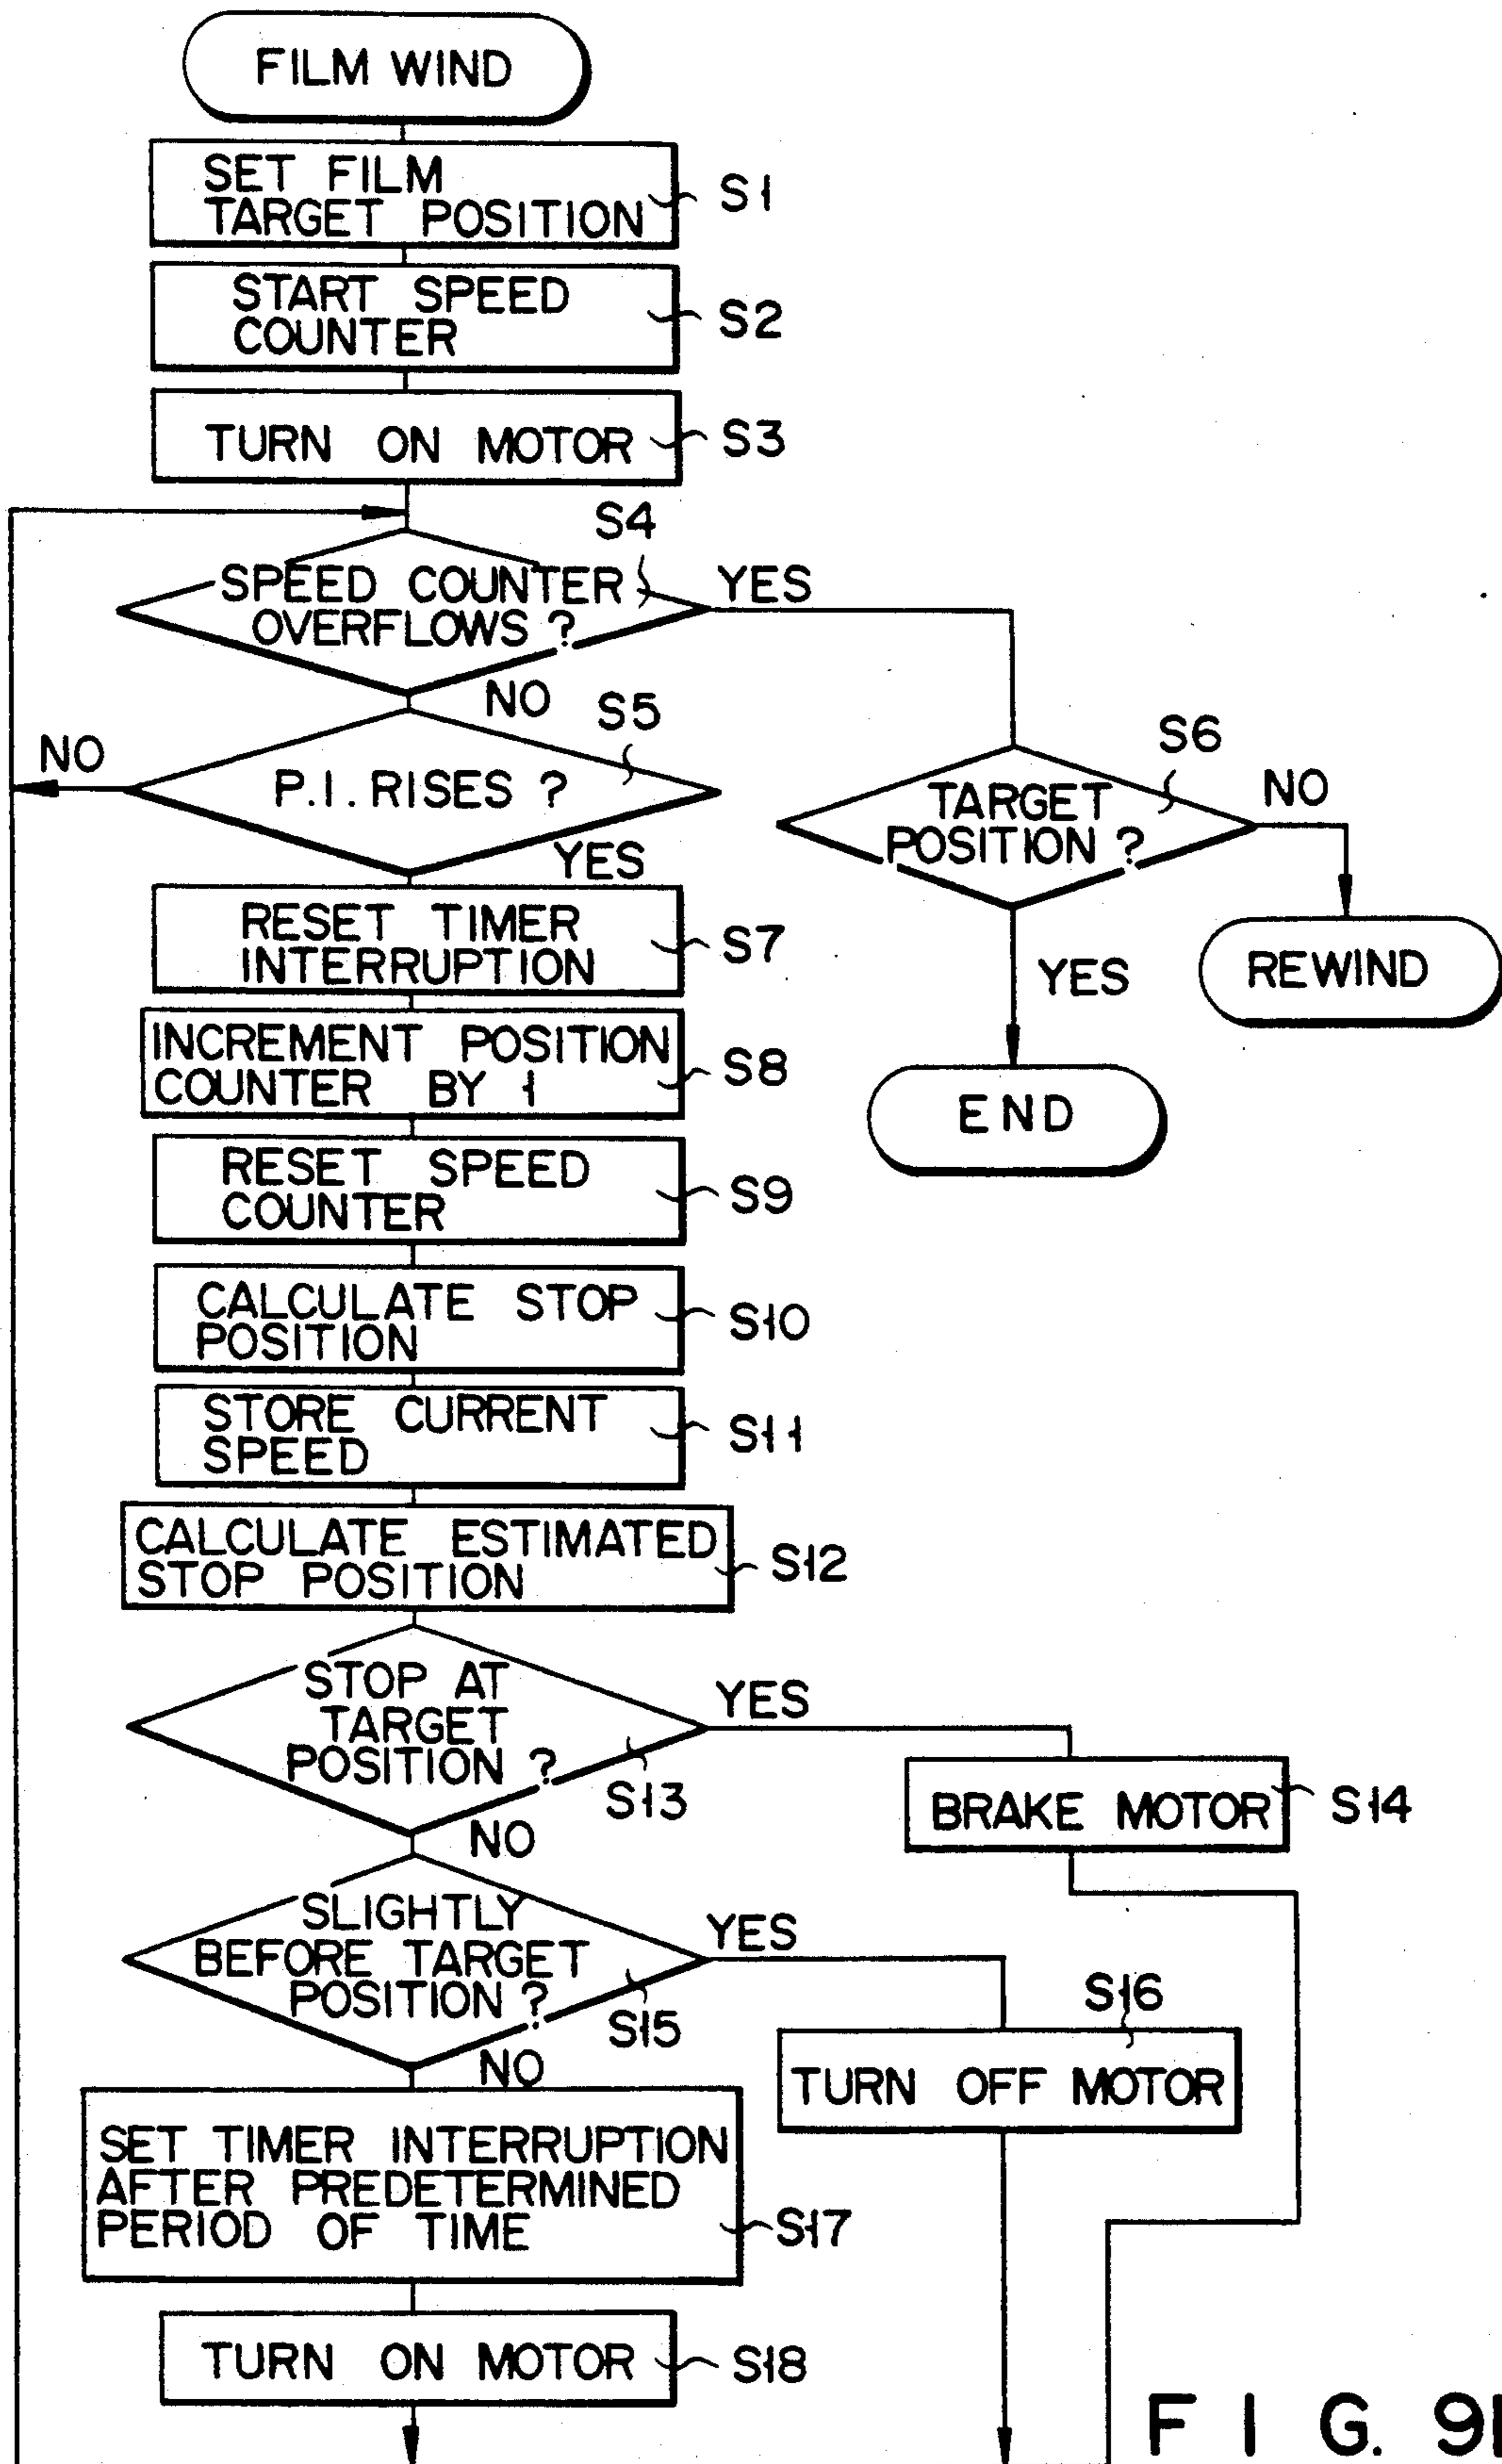 FILM WIND
SET FILM
TARGET POSITION
S1
START SPEED
COUNTER
S2
TURN ON MOTOR
S3
S4
SPEED COUNTER
OVERFLOWS ?
YES
NO
S5
NO
P.I. RISES ?
YES
S6
TARGET
POSITION ?
NO
YES
REWIND
END
RESET TIMER
INTERRUPTION
S7
INCREMENT POSITION
COUNTER BY 1
S8
RESET SPEED
COUNTER
S9
CALCULATE STOP
POSITION
S10
STORE CURRENT
SPEED
S11
CALCULATE ESTIMATED
STOP POSITION
S12
STOP AT
TARGET
POSITION ?
YES
S13
NO
BRAKE MOTOR
S14
SLIGHTLY
BEFORE TARGET
POSITION ?
YES
S15
NO
S16
TURN OFF MOTOR
SET TIMER INTERRUPTION
AFTER PREDETERMINED
PERIOD OF TIME
S17
TURN ON MOTOR
S18
FIG.